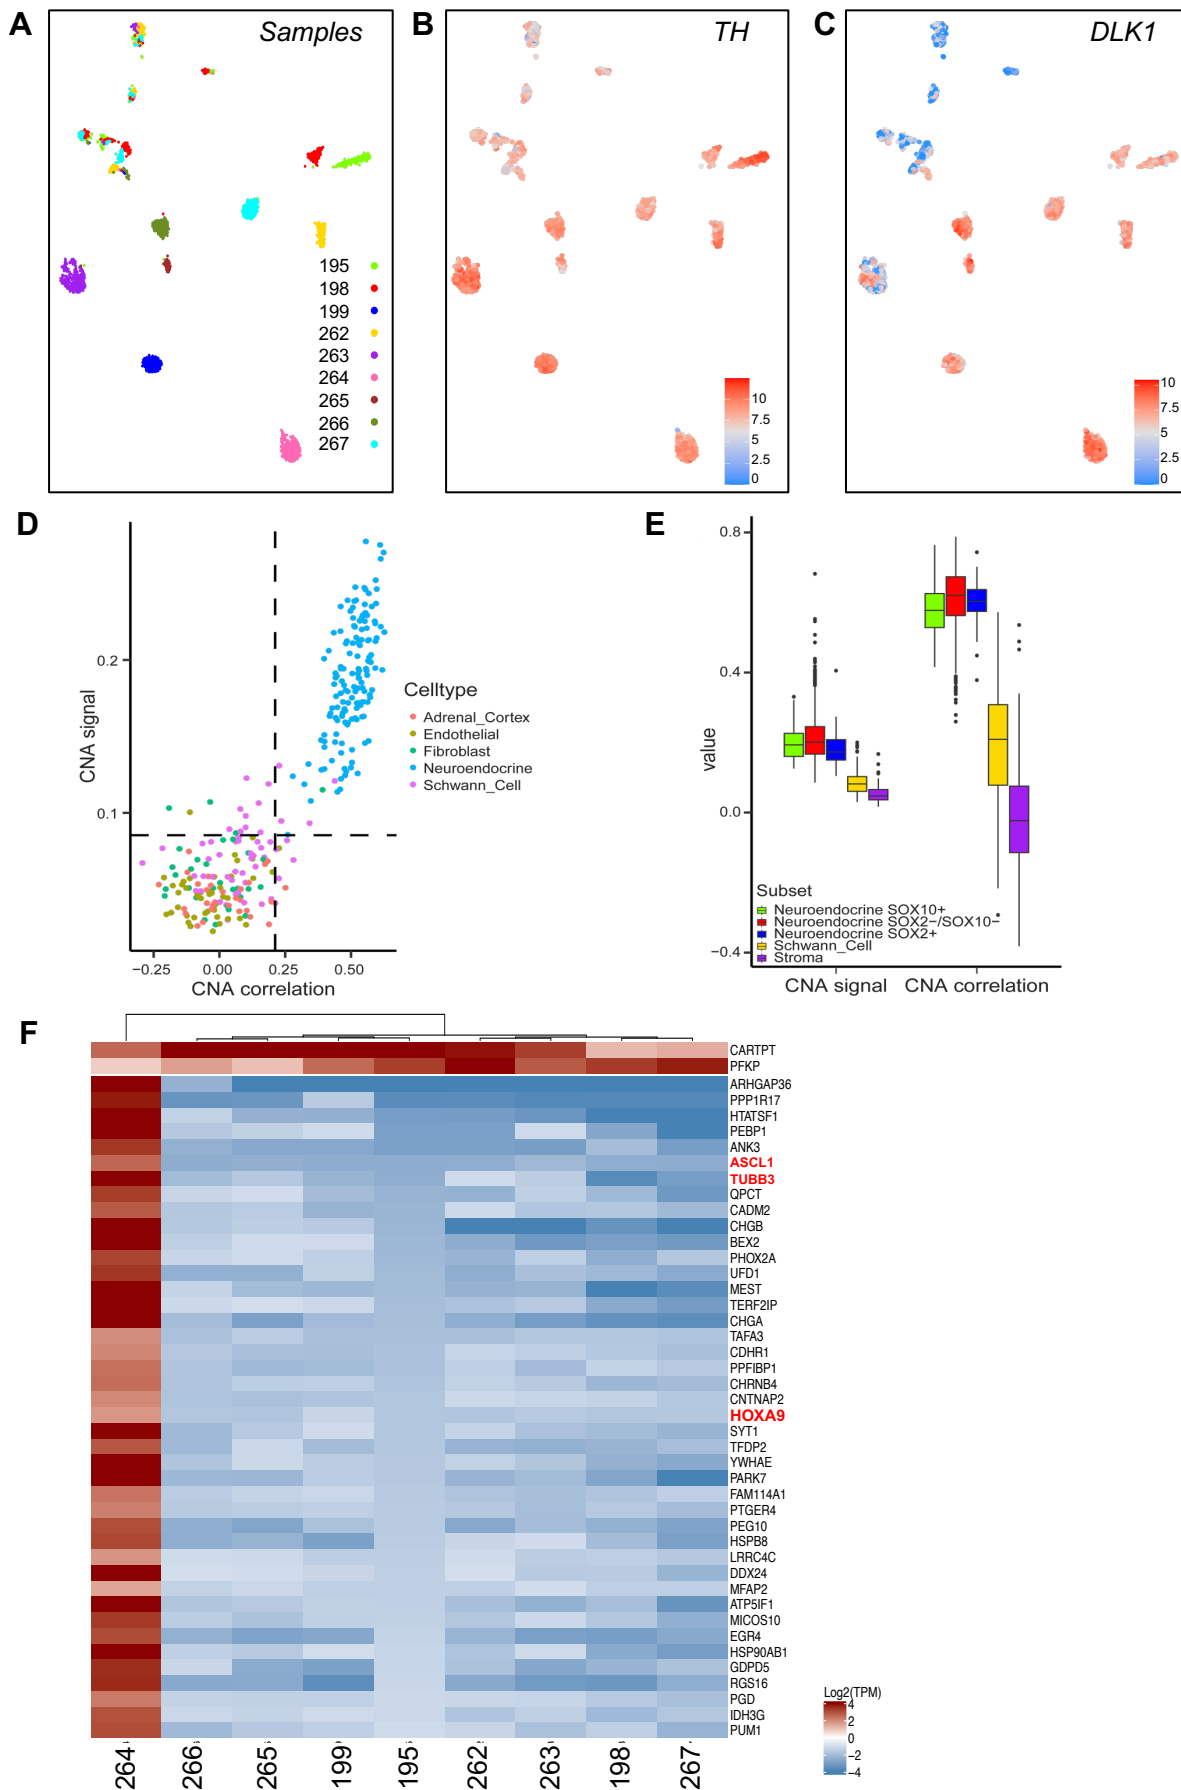 A
Samples
B
TH
C
DLK1
195
198
199
262
263
264
265
266
267
10
7.5
5
2.5
0
10
7.5
5
2.5
0
D
CNA signal
0.2
0.1
−0.25
0.00
0.25
0.50
CNA correlation
Celltype
Adrenal_Cortex
Endothelial
Fibroblast
Neuroendocrine
Schwann_Cell
E
value
0.8
0.4
0.0
−0.4
Subset
Neuroendocrine SOX10+
Neuroendocrine SOX2−/SOX10−
Neuroendocrine SOX2+
Schwann_Cell
Stroma
CNA signal
CNA correlation
F
CARTPT
PFKP
ARHGAP36
PPP1R17
HTATSF1
PEBP1
ANK3
ASCL1
TUBB3
QPCT
CADM2
CHGB
BEX2
PHOX2A
UFD1
MEST
TERF2IP
CHGA
TAFA3
CDHR1
PPFIBP1
CHRNB4
CNTNAP2
HOXA9
SYT1
TFDP2
YWHAE
PARK7
FAM114A1
PTGER4
PEG10
HSPB8
LRRC4C
DDX24
MFAP2
ATP5IF1
MICOS10
EGR4
HSP90AB1
GDPD5
RGS16
PGD
IDH3G
PUM1
264
266
265
199
195
262
263
198
267
Log2(TPM)
4
2
0
−2
−4